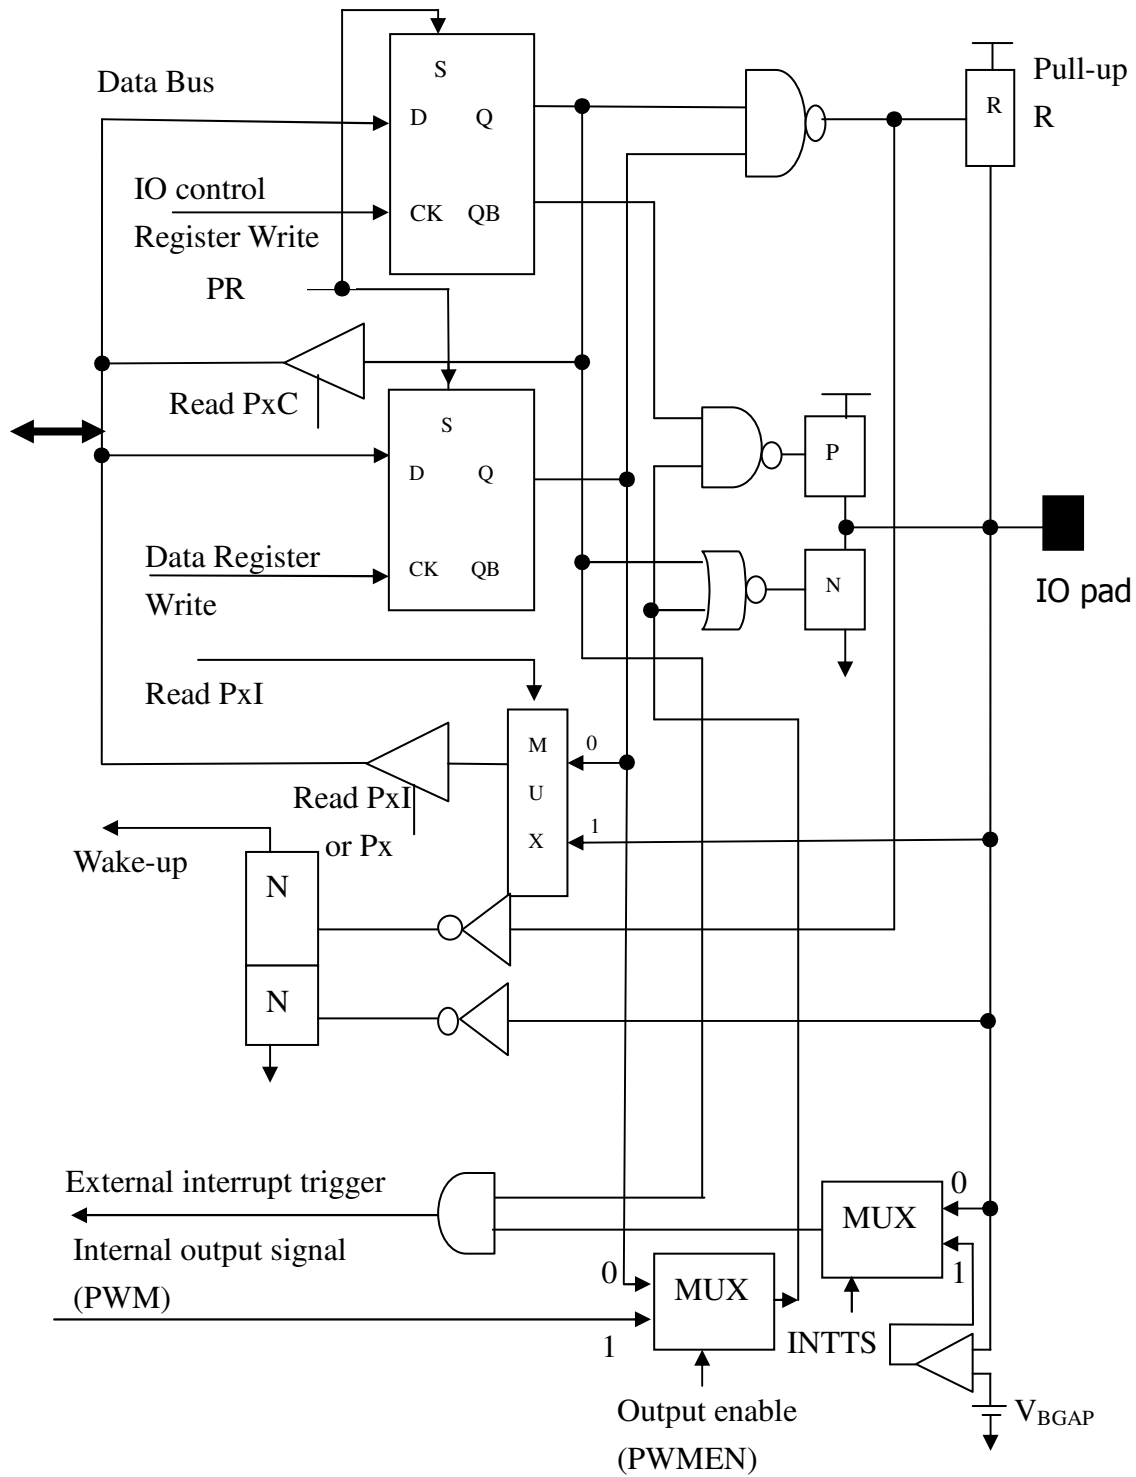 S
Data Bus
D Q
R
Pull-up
R
IO control
CK QB
Register Write
PR
Read PxC
S
D Q
P
Data Register
CK QB
Write
N
IO pad
Read PxI
M
U
X
0
1
Read PxI
or Px
Wake-up
N
N
External interrupt trigger
Internal output signal
(PWM)
0
1
MUX
MUX
0
1
INTTS
Output enable
(PWMEN)
VBGAP